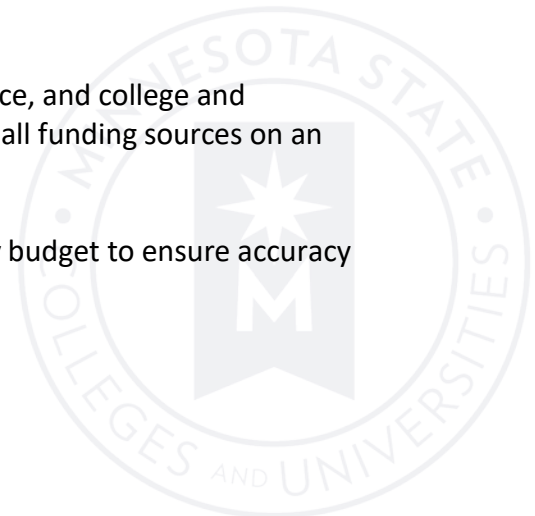 ce, and college and
all funding sources on an
budget to ensure accuracy
MINNESOTA STATE
COLLEGES AND UNIVERSITIES
M